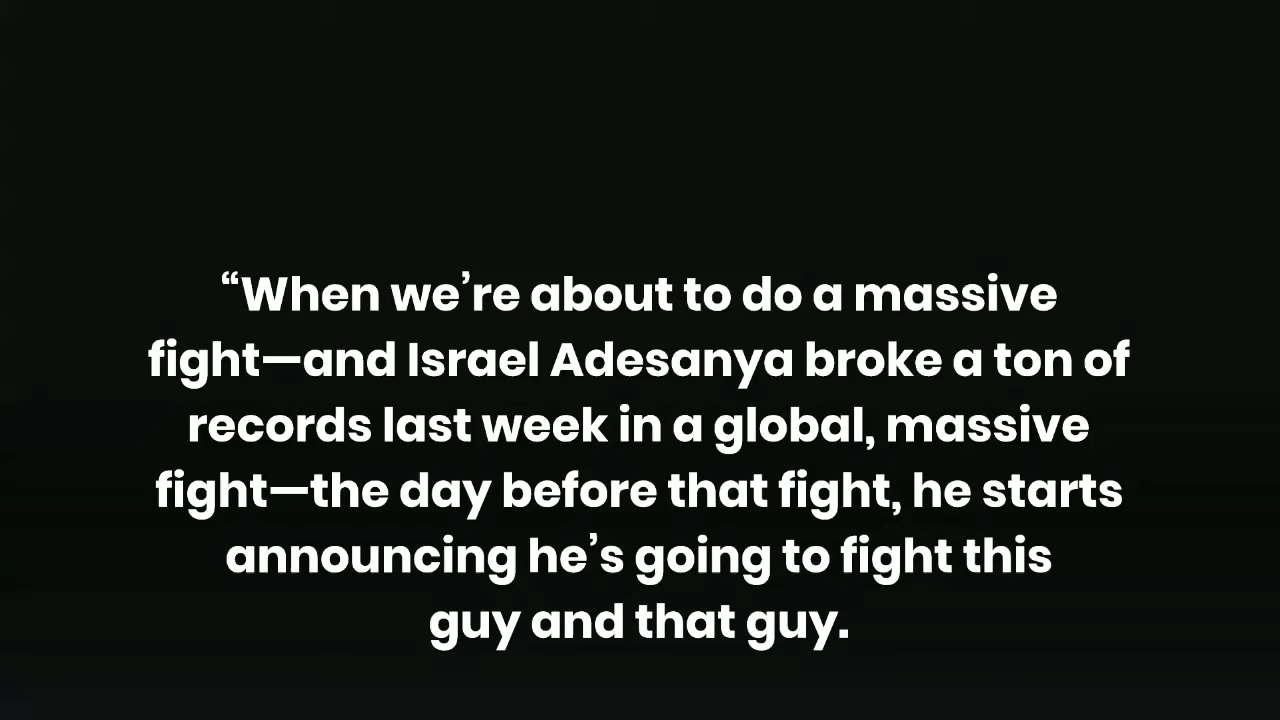 “When we’re about to do a massive
fight—and Israel Adesanya broke a ton of
records last week in a global, massive
fight—the day before that fight, he starts
announcing he’s going to fight this
guy and that guy.